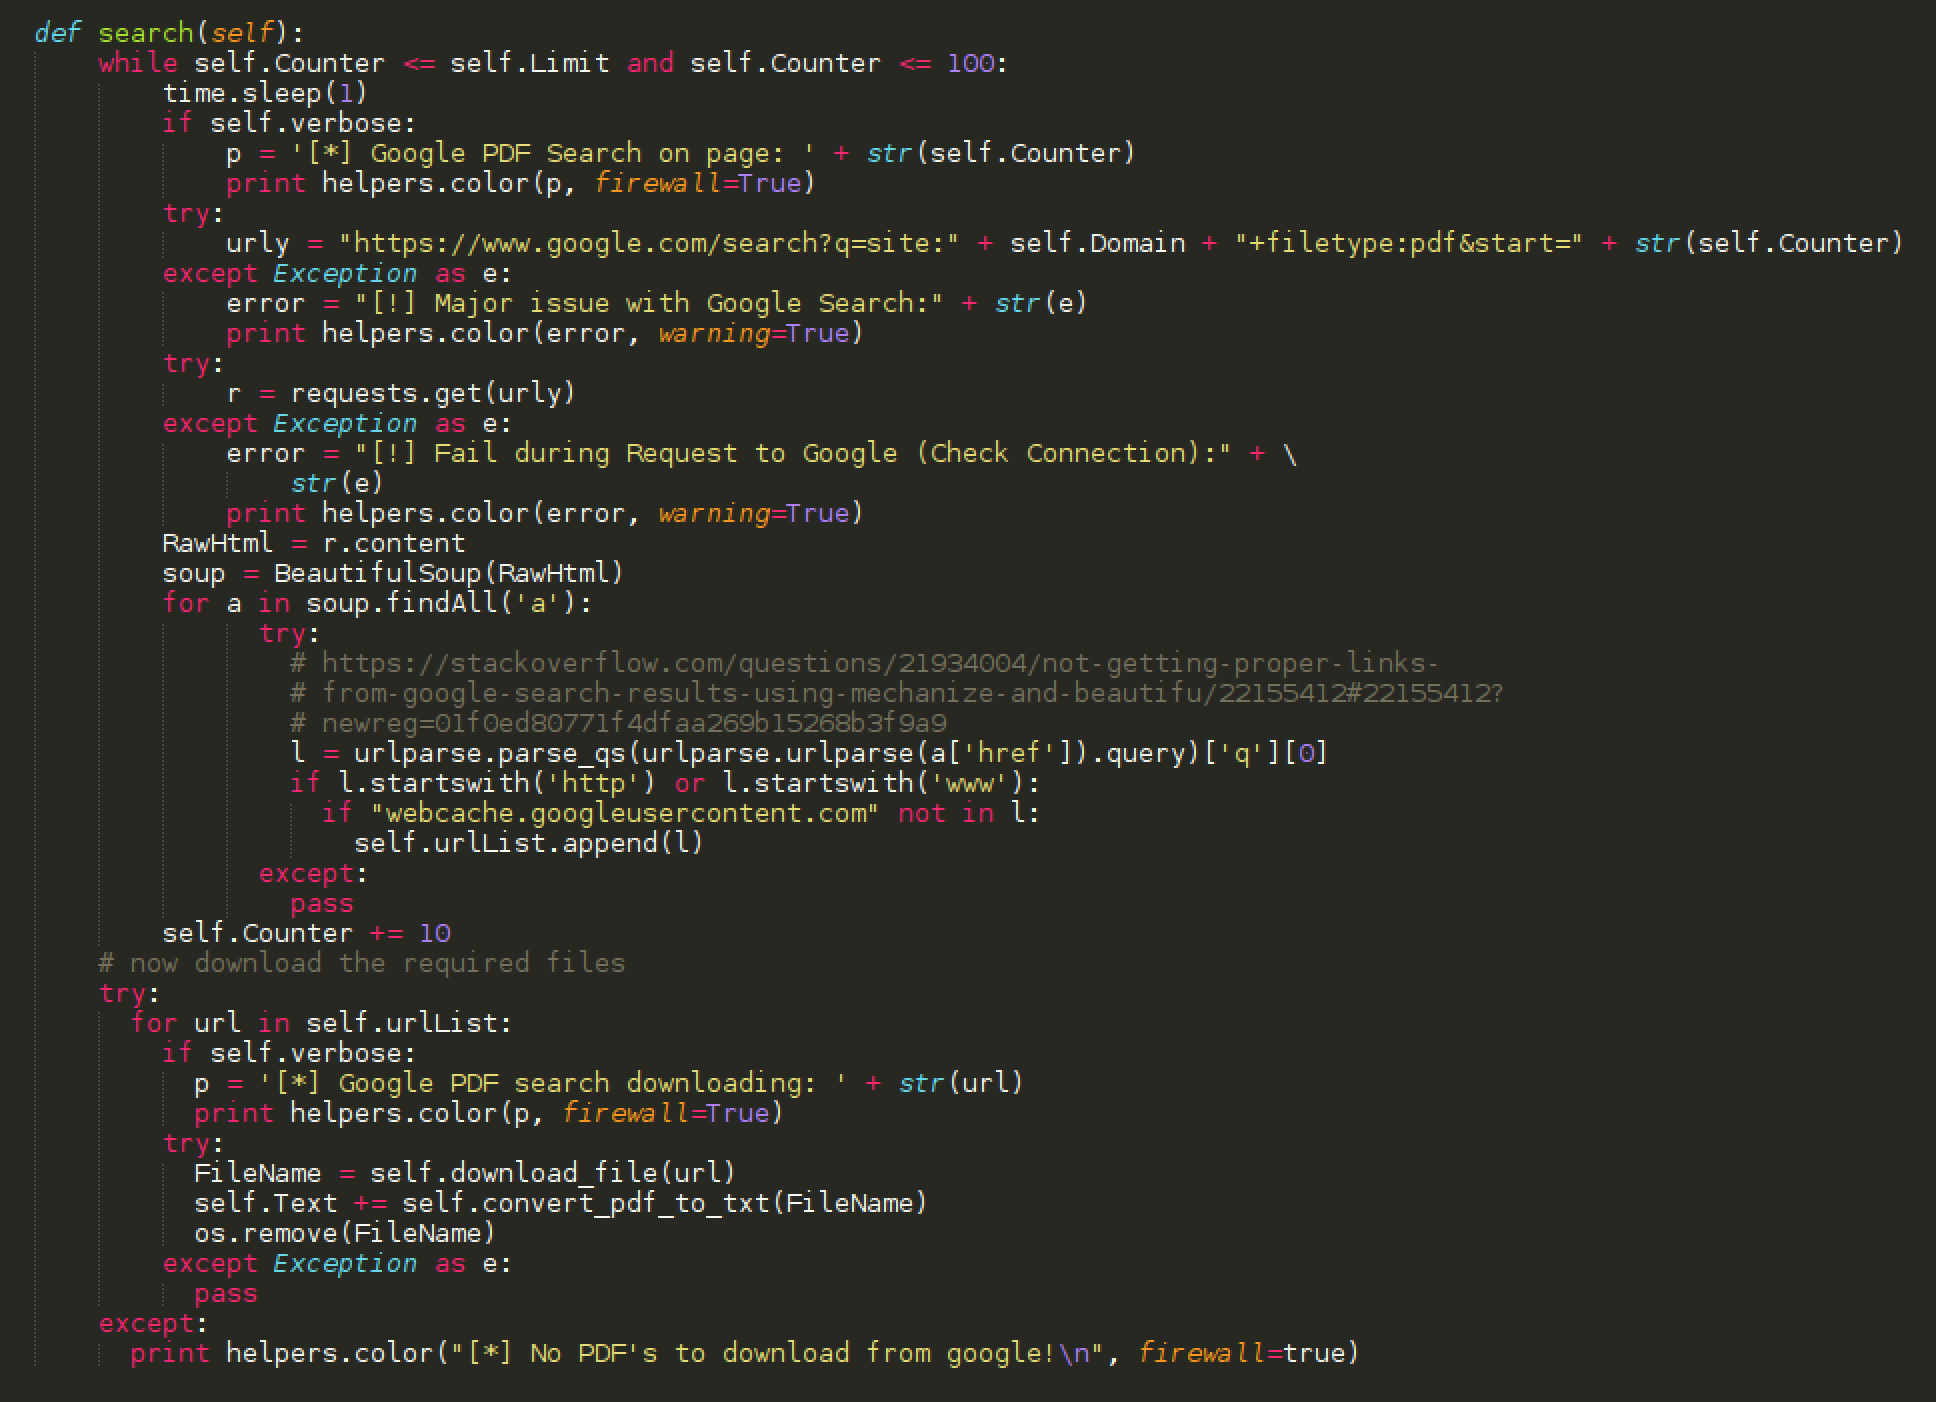 def search(self):
    while self.Counter <= self.Limit and self.Counter <= 100:
        time.sleep(1)
        if self.verbose:
            p = '[*] Google PDF Search on page: ' + str(self.Counter)
            print helpers.color(p, firewall=True)
        try:
            urly = "https://www.google.com/search?q=site:" + self.Domain + "+filetype:pdf&start=" + str(self.Counter)
        except Exception as e:
            error = "[!] Major issue with Google Search:" + str(e)
            print helpers.color(error, warning=True)
        try:
            r = requests.get(urly)
        except Exception as e:
            error = "[!] Fail during Request to Google (Check Connection):" + \
                str(e)
            print helpers.color(error, warning=True)
        RawHtml = r.content
        soup = BeautifulSoup(RawHtml)
        for a in soup.findAll('a'):
              try:
                # https://stackoverflow.com/questions/21934004/not-getting-proper-links-
                # from-google-search-results-using-mechanize-and-beautifu/22155412#22155412?
                # newreg=01f0ed80771f4dfaa269b15268b3f9a9
                l = urlparse.parse_qs(urlparse.urlparse(a['href']).query)['q'][0]
                if l.startswith('http') or l.startswith('www'):
                  if "webcache.googleusercontent.com" not in l:
                    self.urlList.append(l)
              except:
                pass
        self.Counter += 10
    # now download the required files
    try:
      for url in self.urlList:
        if self.verbose:
          p = '[*] Google PDF search downloading: ' + str(url)
          print helpers.color(p, firewall=True)
        try:
          FileName = self.download_file(url)
          self.Text += self.convert_pdf_to_txt(FileName)
          os.remove(FileName)
        except Exception as e:
          pass
    except:
      print helpers.color("[*] No PDF's to download from google!\n", firewall=true)